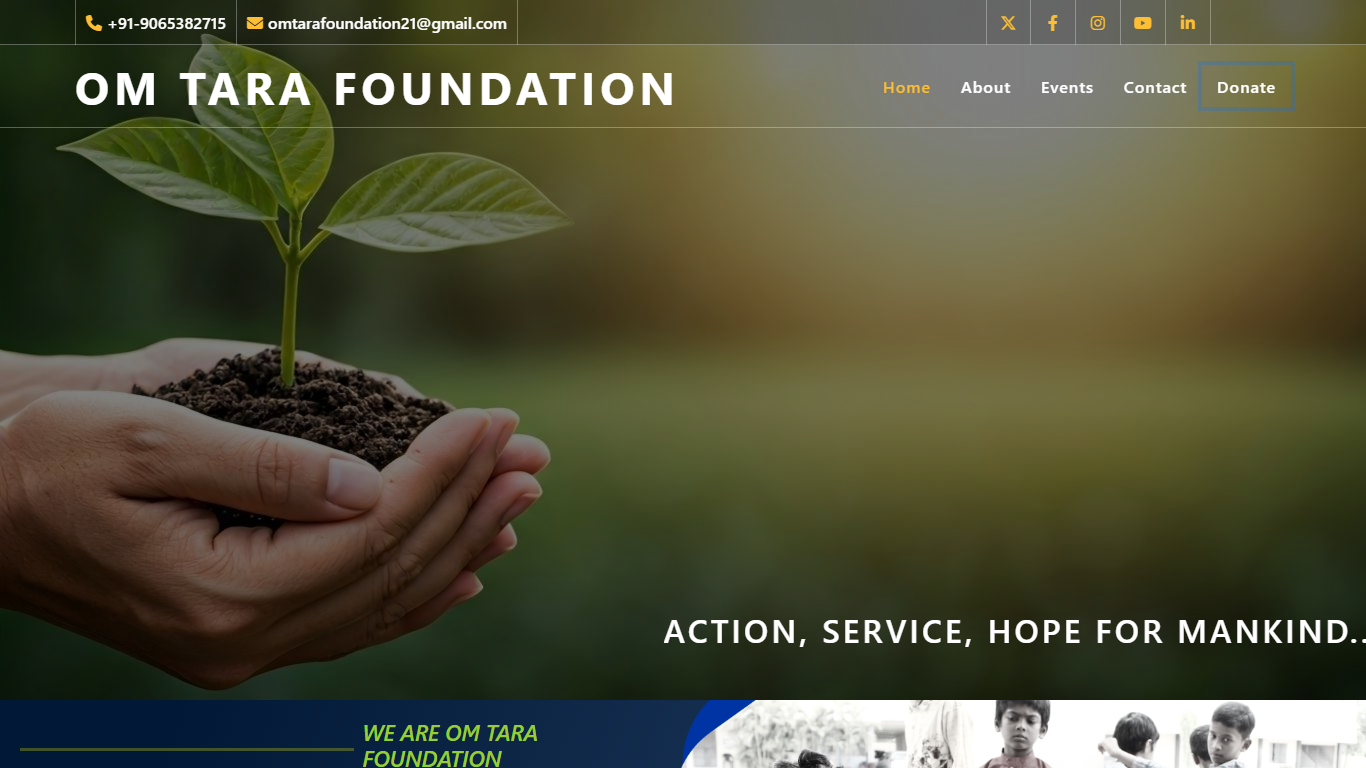 +91-9065382715
omtarafoundation21@gmail.com
OM TARA FOUNDATION
Home
About
Events
Contact
Donate
ACTION, SERVICE, HOPE FOR MANKIND..
WE ARE OM TARA
FOUNDATION